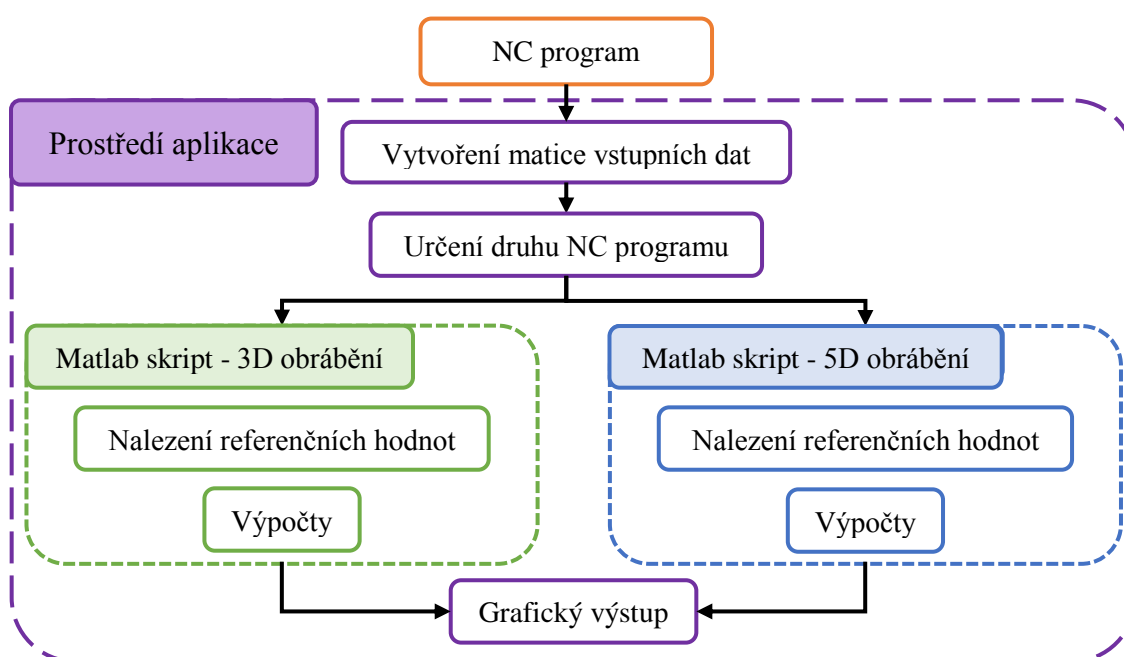 NC program
Prostředí aplikace
Vytvoření matice vstupních dat
Určení druhu NC programu
Matlab skript - 3D obrábění
Nalezení referenčních hodnot
Výpočty
Matlab skript - 5D obrábění
Nalezení referenčních hodnot
Výpočty
Grafický výstup